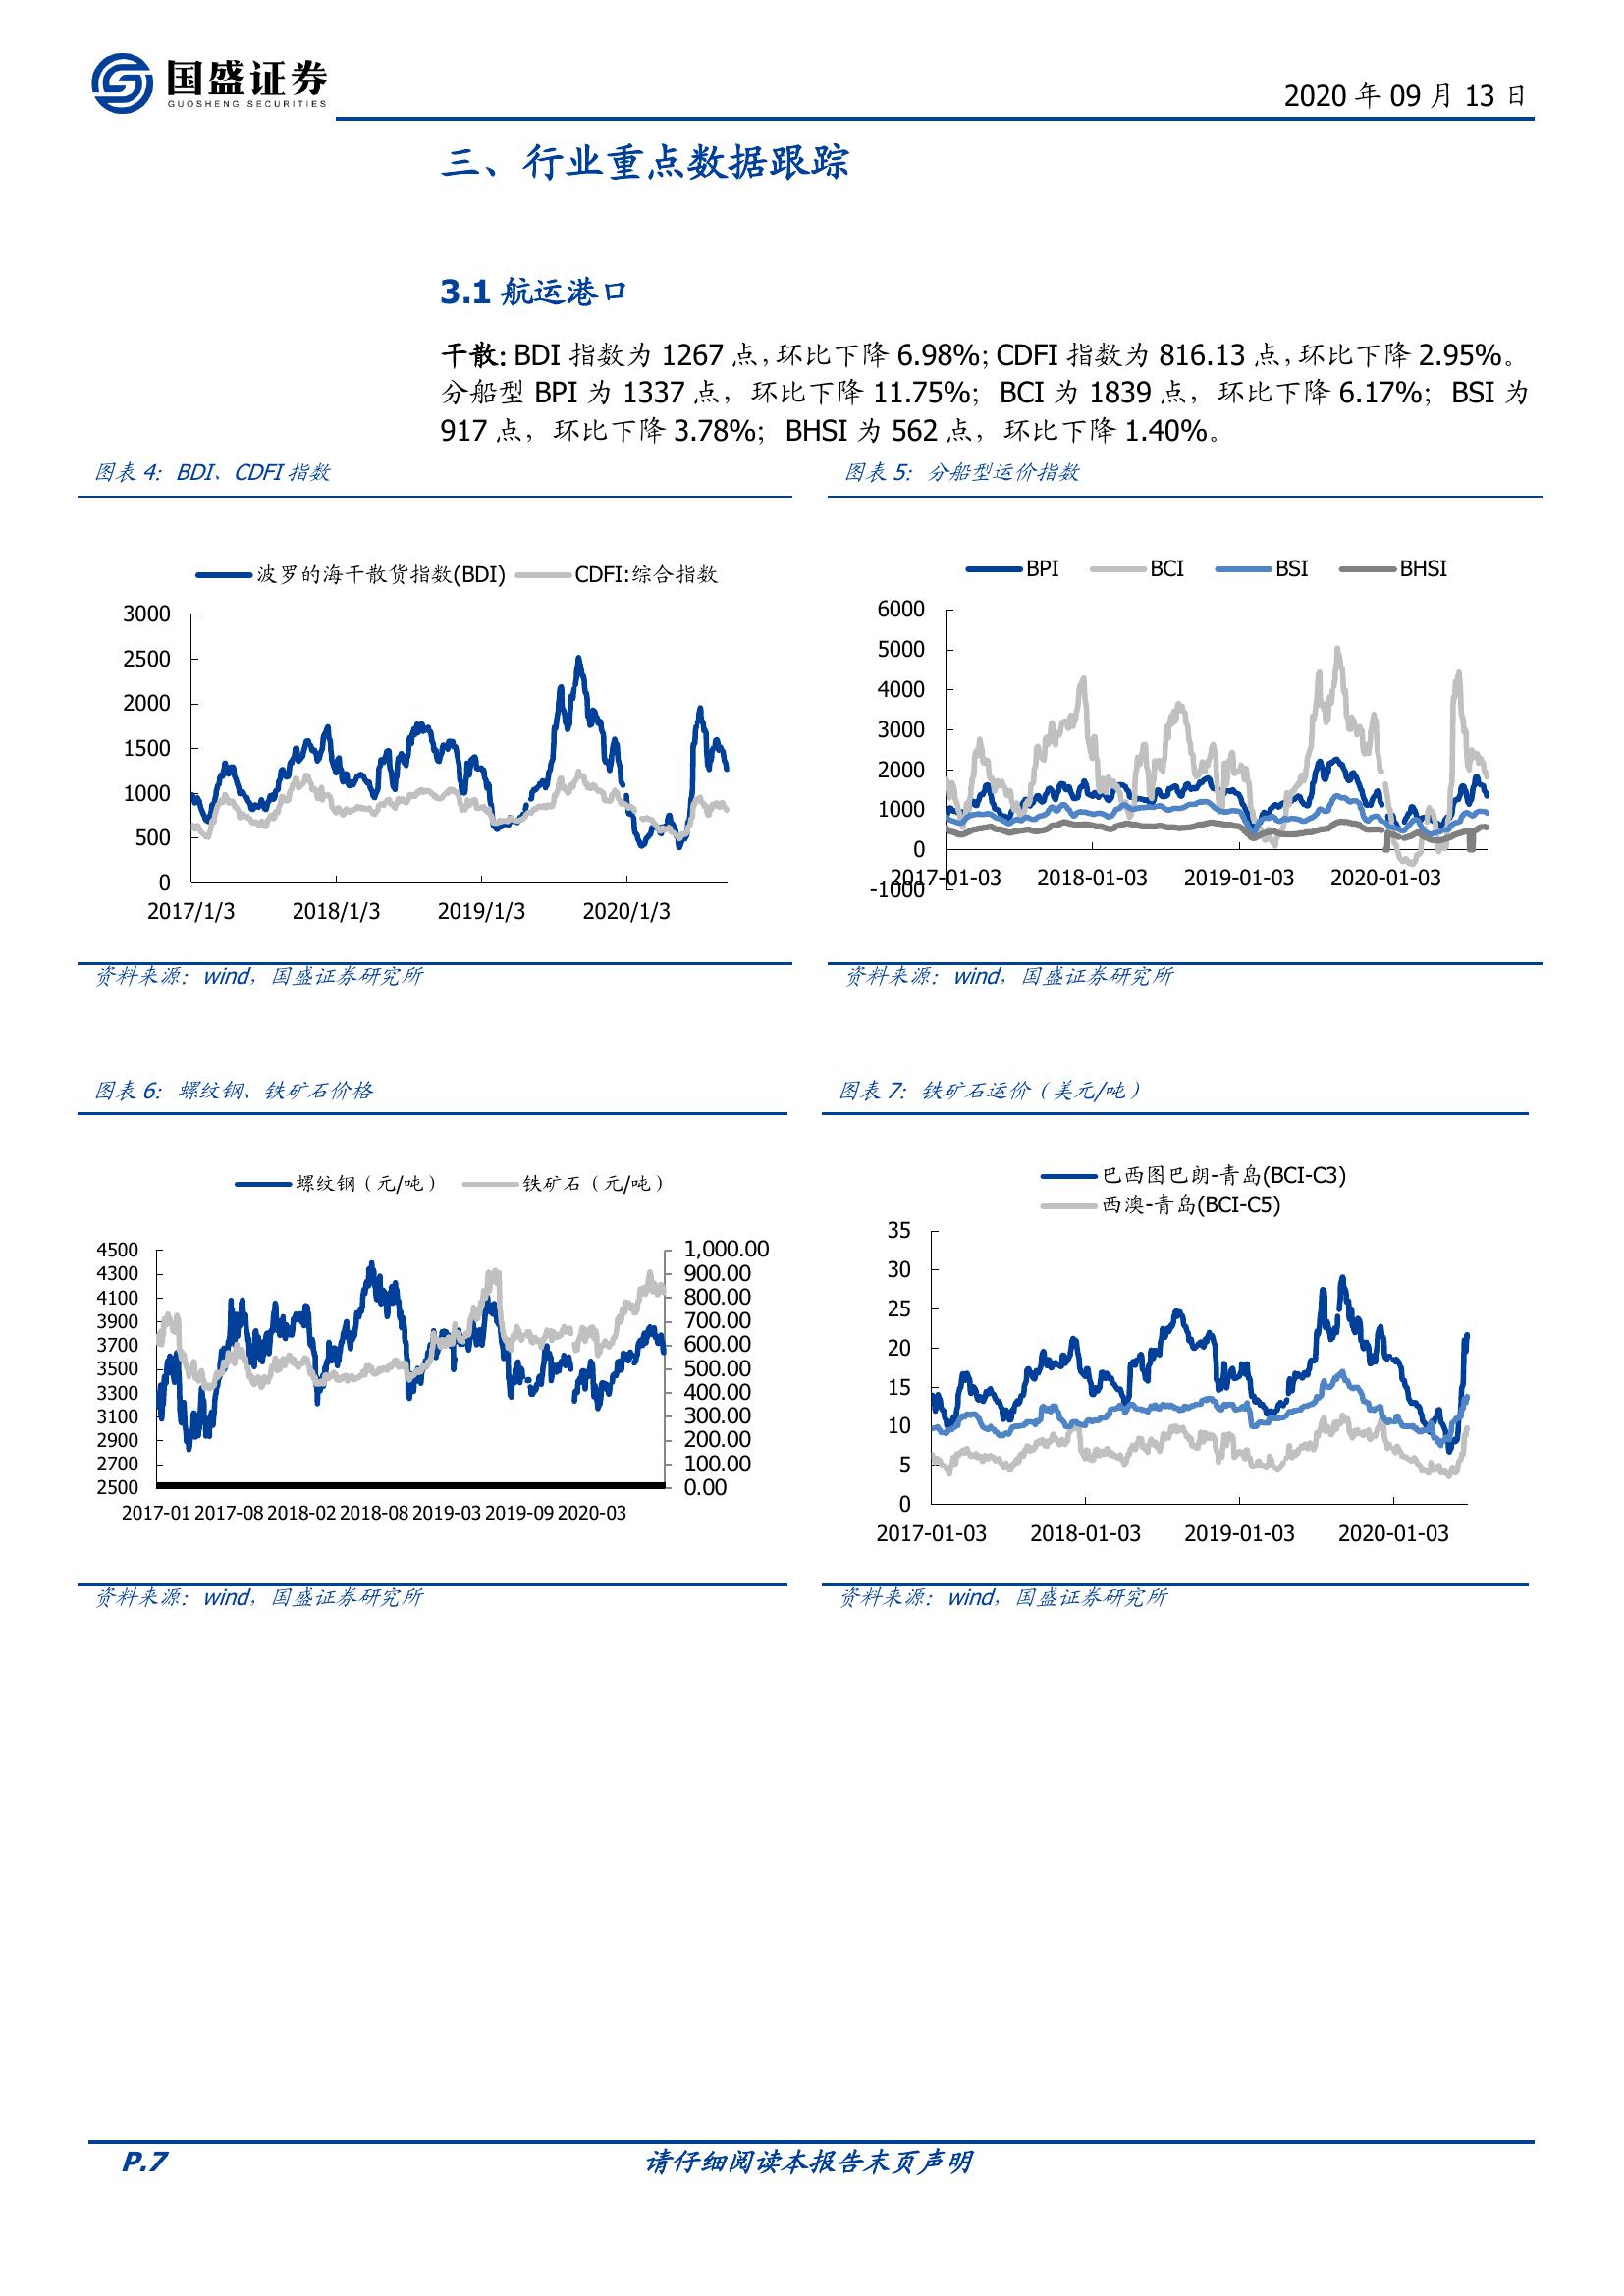 国盛证券
GUOSHENG SECURITIES
2020 年 09 月 13 日
三、行业重点数据跟踪
3.1 航运港口
干散: BDI 指数为 1267 点,环比下降 6.98%; CDFI 指数为 816.13 点,环比下降 2.95%。
分船型 BPI 为 1337 点，环比下降 11.75%；BCI 为 1839 点，环比下降 6.17%；BSI 为
917 点，环比下降 3.78%；BHSI 为 562 点，环比下降 1.40%。
图表 4：BDI、CDFI 指数
波罗的海干散货指数(BDI) CDFI:综合指数
3000
2500
2000
1500
1000
500
0
2017/1/3 2018/1/3 2019/1/3 2020/1/3
资料来源：wind，国盛证券研究所
图表 5：分船型运价指数
BPI BCI BSI BHSI
6000
5000
4000
3000
2000
1000
0
-1000
2017-01-03 2018-01-03 2019-01-03 2020-01-03
资料来源：wind，国盛证券研究所
图表 6：螺纹钢、铁矿石价格
螺纹钢（元/吨） 铁矿石（元/吨）
4500
4300
4100
3900
3700
3500
3300
3100
2900
2700
2500
1,000.00
900.00
800.00
700.00
600.00
500.00
400.00
300.00
200.00
100.00
0.00
2017-01 2017-08 2018-02 2018-08 2019-03 2019-09 2020-03
资料来源：wind，国盛证券研究所
图表 7：铁矿石运价（美元/吨）
巴西图巴朗-青岛(BCI-C3)
西澳-青岛(BCI-C5)
35
30
25
20
15
10
5
0
2017-01-03 2018-01-03 2019-01-03 2020-01-03
资料来源：wind，国盛证券研究所
P.7 请仔细阅读本报告末页声明